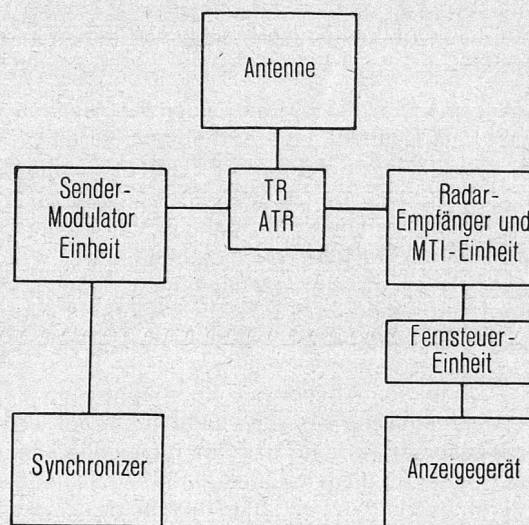 Antenne
Sender-
Modulator
Einheit
TR
ATR
Radar-
Empfänger und
MTI-Einheit
Fernsteuer-
Einheit
Synchronizer
Anzeigegerät